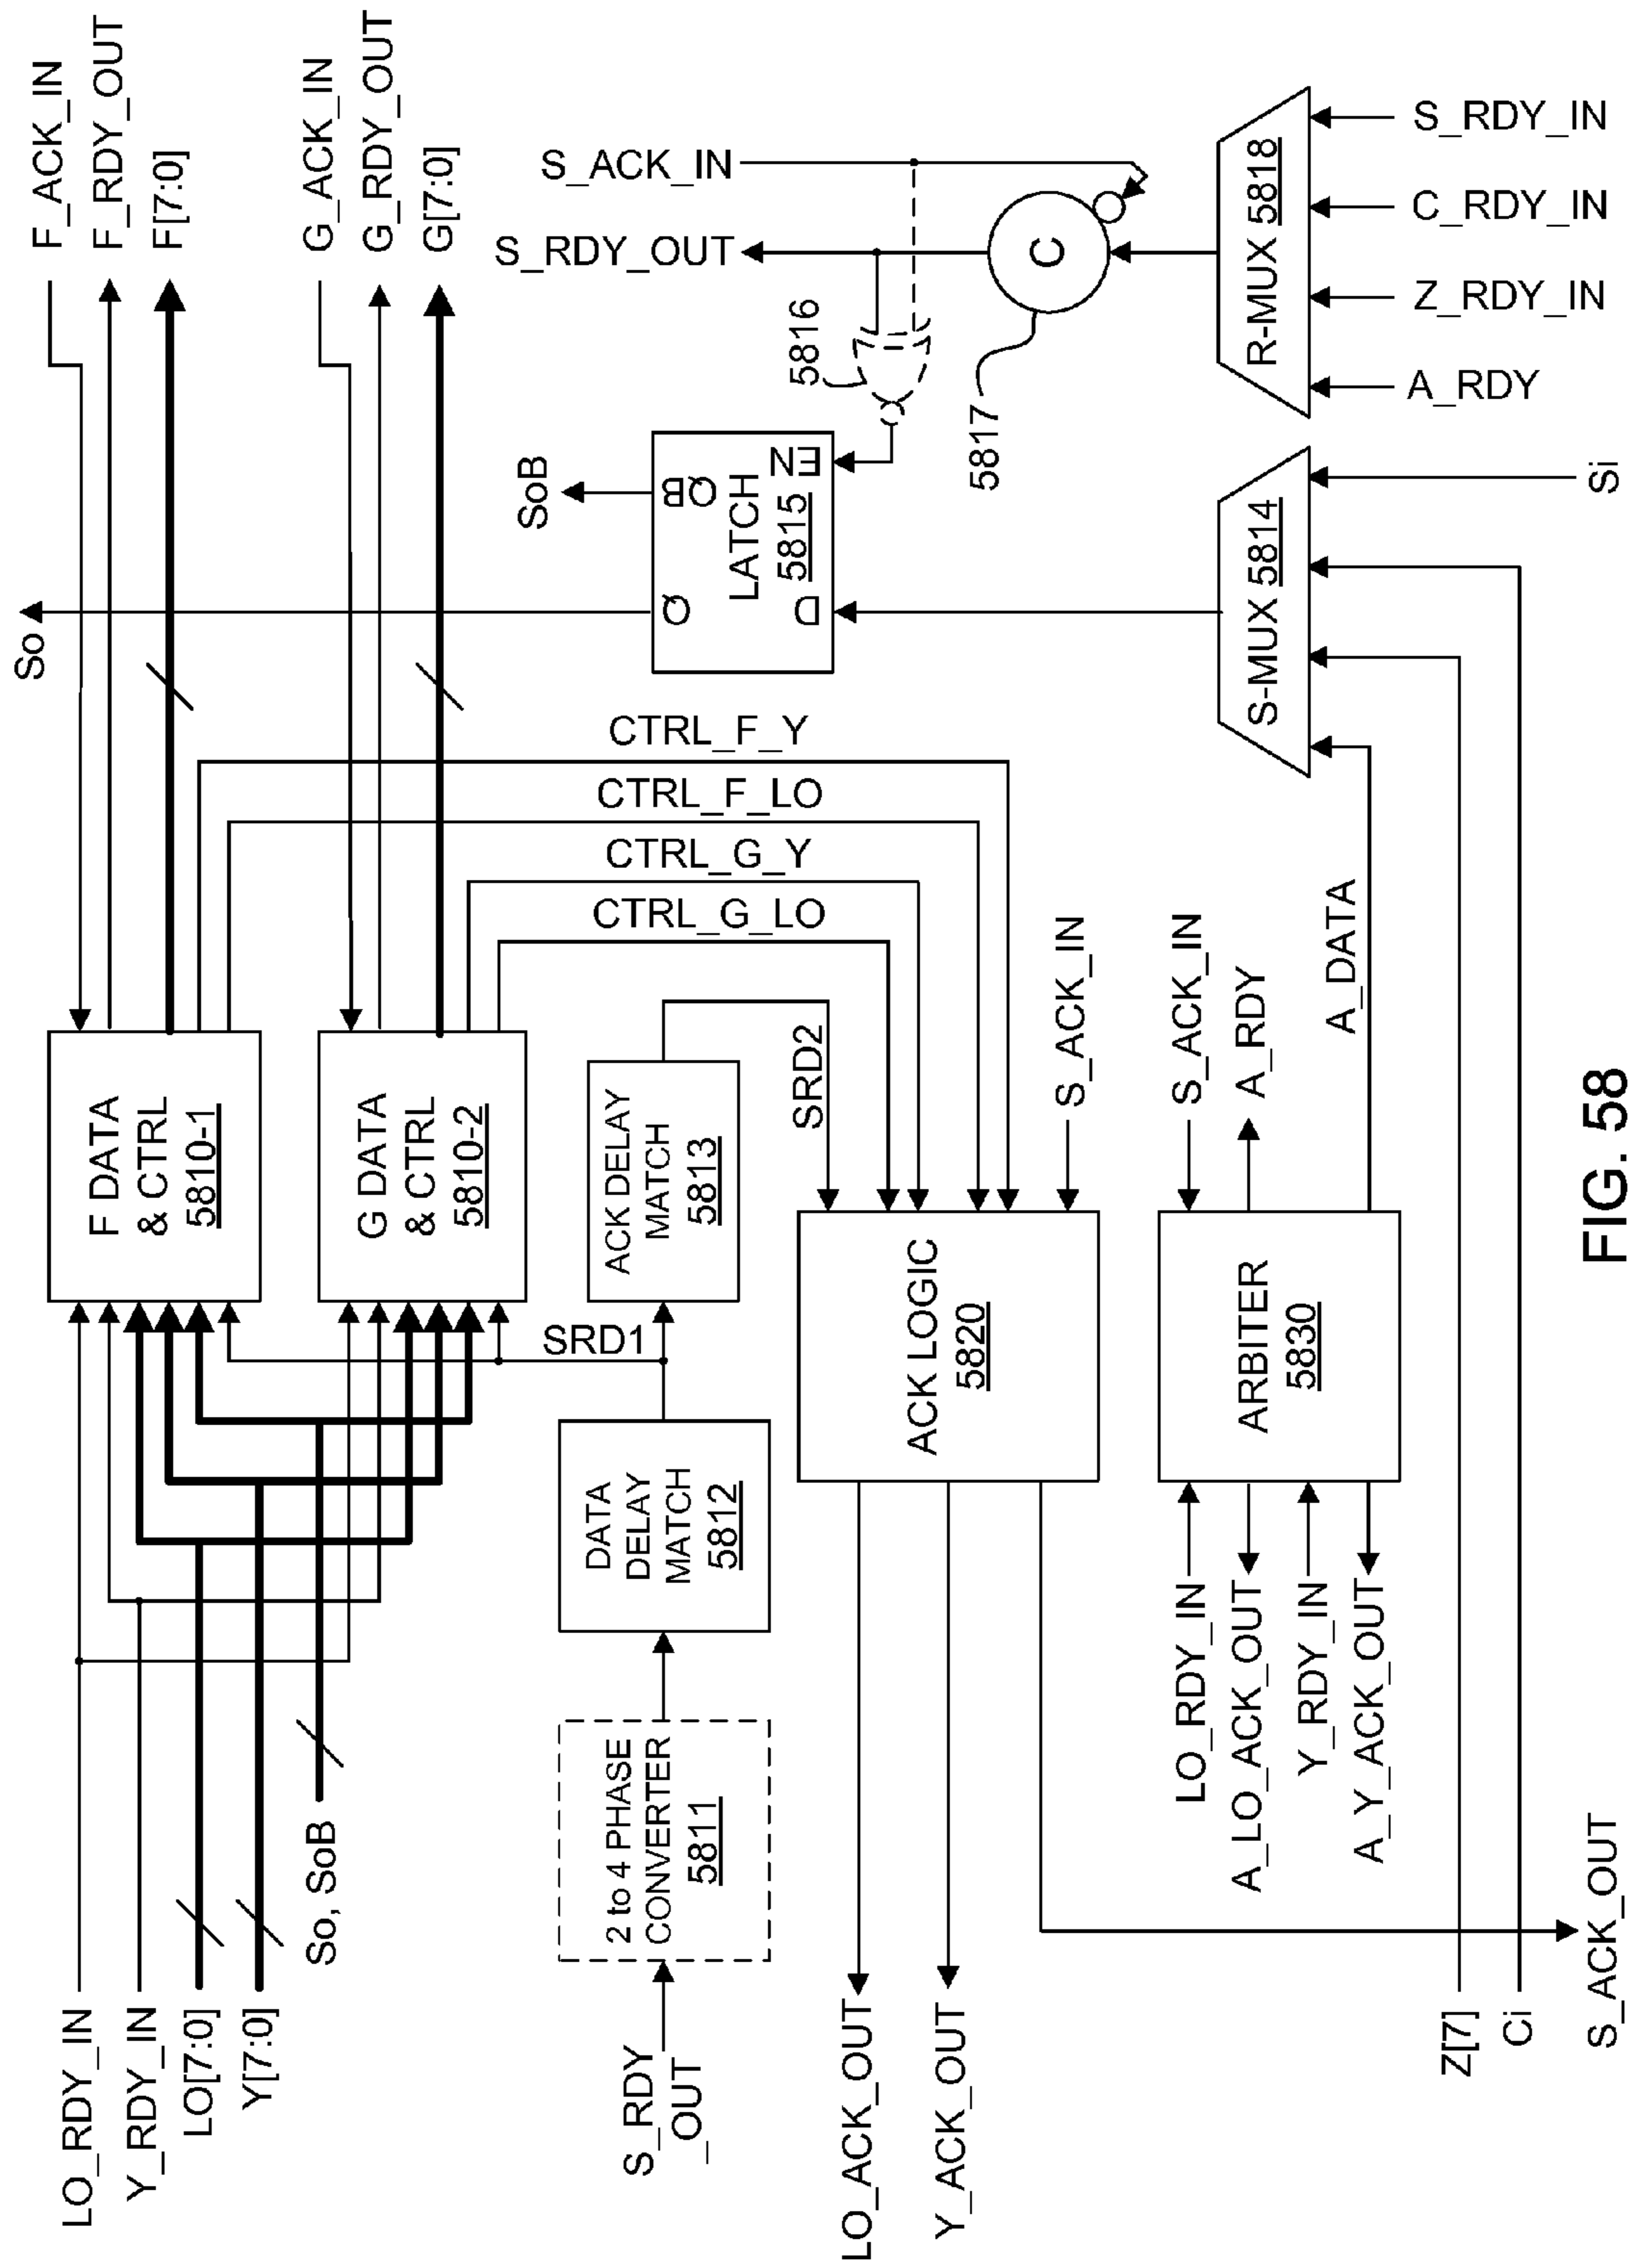 LO_RDY_IN
Y_RDY_IN
LO[7:0]
Y[7:0]
So, SoB
F DATA
& CTRL
5810-1
F_ACK_IN
F_RDY_OUT
F[7:0]
G DATA
& CTRL
5810-2
G_ACK_IN
G_RDY_OUT
G[7:0]
So
CTRL_F_Y
CTRL_F_LO
CTRL_G_Y
CTRL_G_LO
S_RDY
_OUT
2 to 4 PHASE
CONVERTER
5811
DATA
DELAY
MATCH
5812
SRD1
ACK DELAY
MATCH
5813
SRD2
SoB
Q
QB
LATCH
5815
D
EN
5816
S_ACK_IN
S_RDY_OUT
C
5817
LO_ACK_OUT
Y_ACK_OUT
ACK LOGIC
5820
S_ACK_IN
LO_RDY_IN
A_LO_ACK_OUT
Y_RDY_IN
A_Y_ACK_OUT
ARBITER
5830
S_ACK_IN
A_RDY
A_DATA
S-MUX 5814
R-MUX 5818
A_RDY
Z_RDY_IN
C_RDY_IN
S_RDY_IN
Z[7]
Ci
Si
S_ACK_OUT
FIG. 58